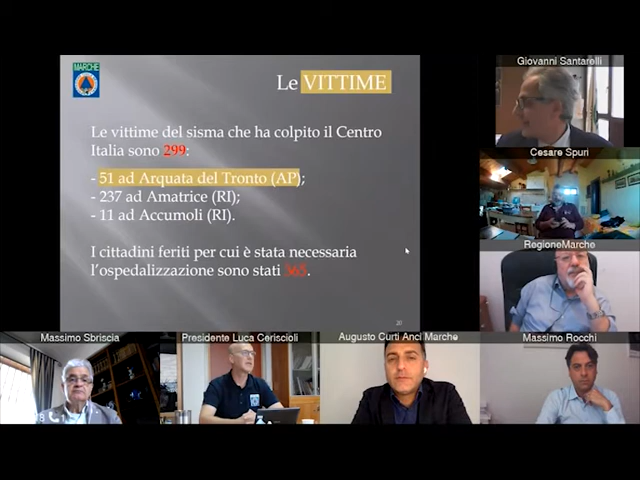 MARCHE
Le VITTIME
Le vittime del sisma che ha colpito il Centro
Italia sono 299:
- 51 ad Arquata del Tronto (AP);
- 237 ad Amatrice (RI);
- 11 ad Accumoli (RI).
I cittadini feriti per cui è stata necessaria
l'ospedalizzazione sono stati 365.
20
Giovanni Santarelli
Cesare Spuri
RegioneMarche
Massimo Sbriscia
Presidente Luca Ceriscioli
Augusto Curti Anci Marche
Massimo Rocchi